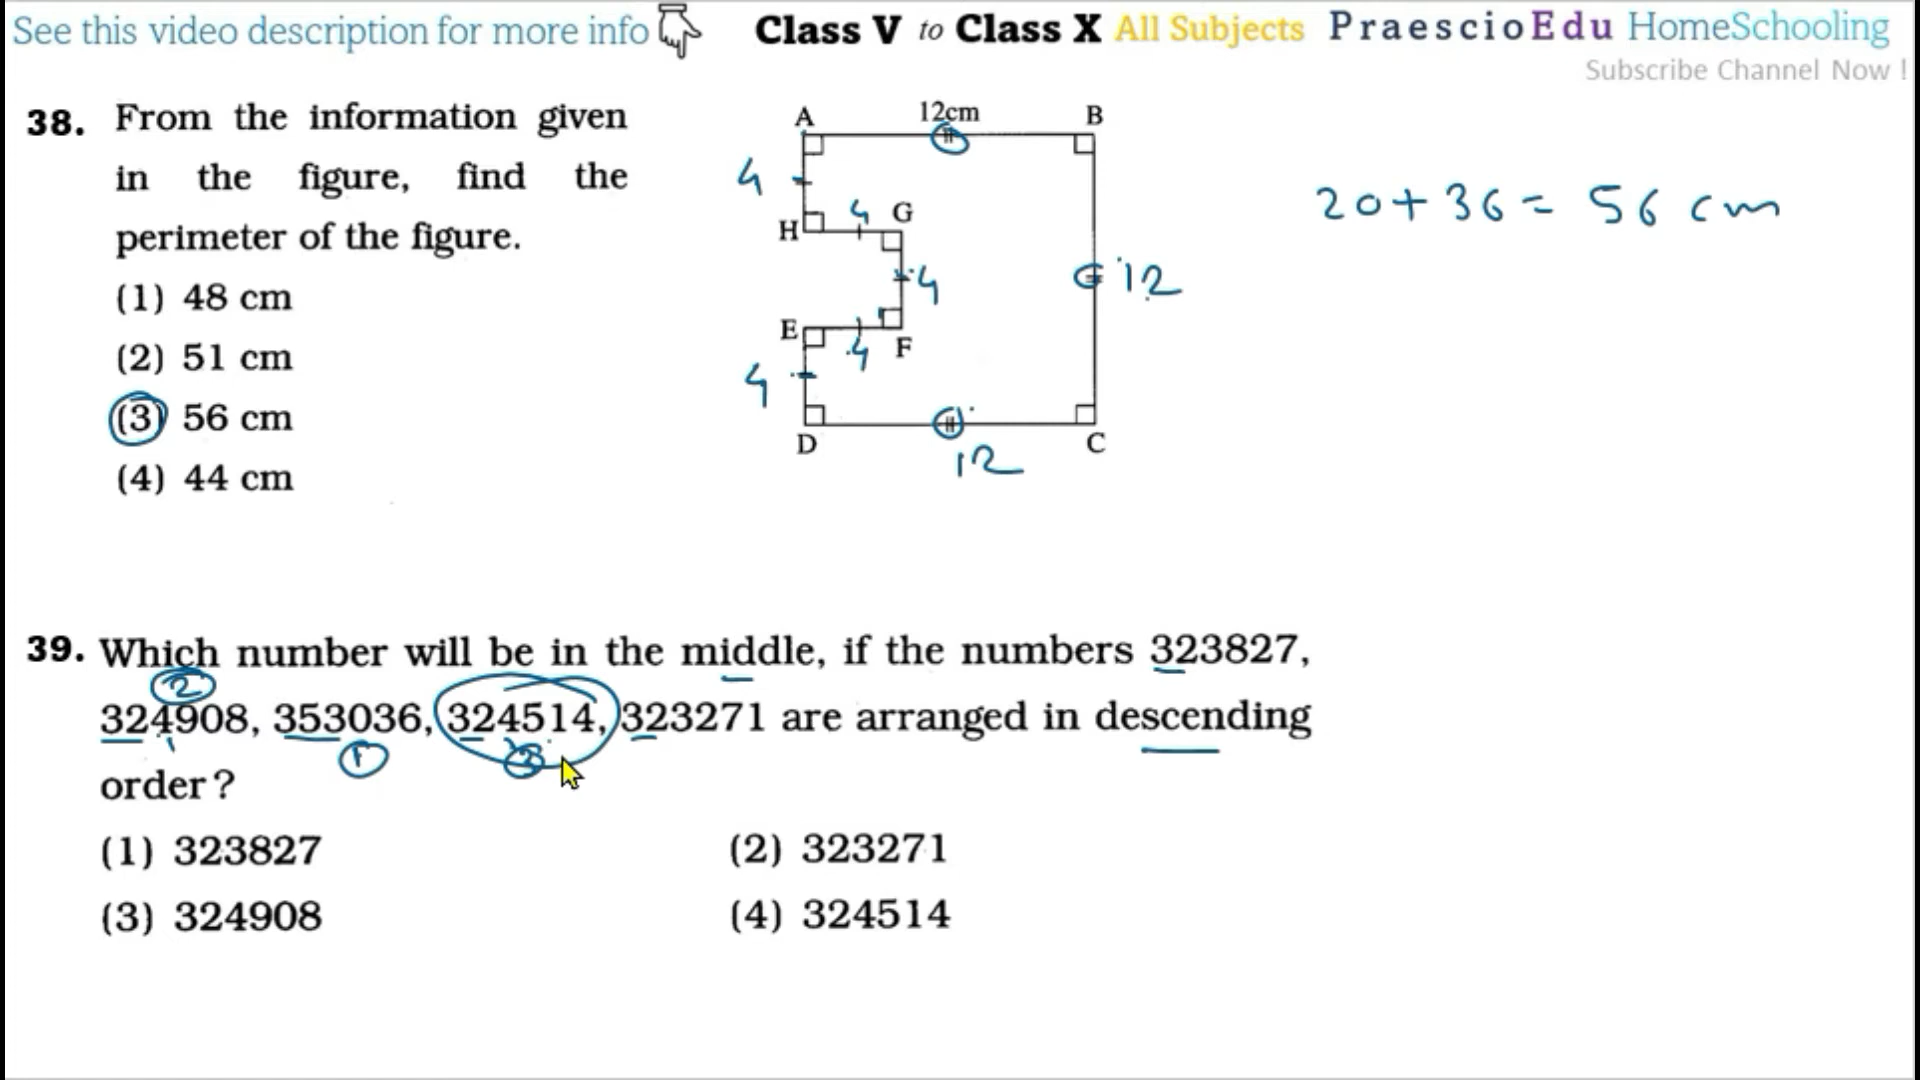 See this video description for more info Class V to Class X All Subjects PraescioEdu HomeSchooling
Subscribe Channel Now !
38. From the information given
in the figure, find the
perimeter of the figure.
(1) 48 cm
(2) 51 cm
(3) 56 cm
(4) 44 cm
A 12cm B
4
H 4 G
4 12
E 4 F
4
D 12 C
20+36= 56 cm
39. Which number will be in the middle, if the numbers 323827,
2
324908, 353036, 324514, 323271 are arranged in descending
1 3
order?
(1) 323827 (2) 323271
(3) 324908 (4) 324514